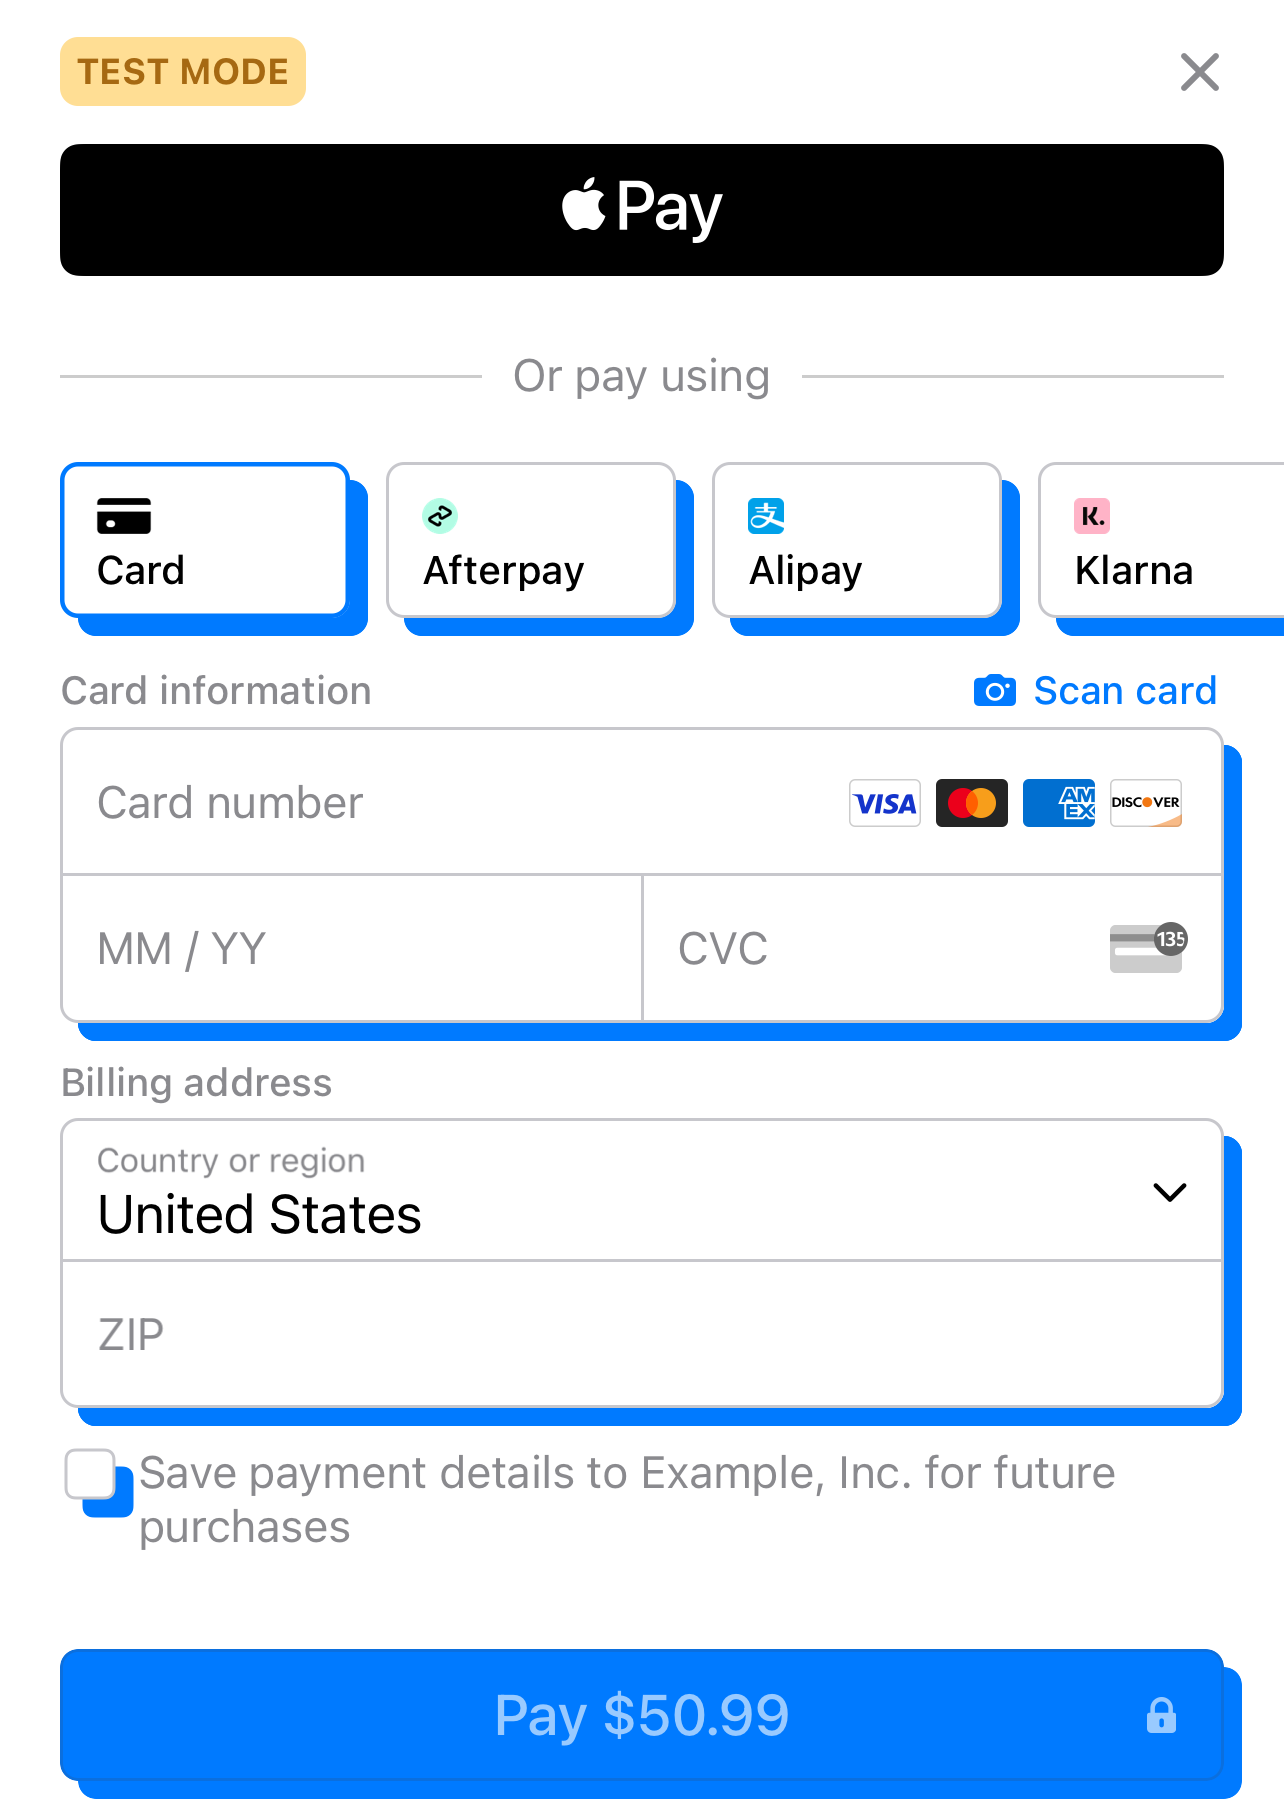 TEST MODE
Pay
Or pay using
Card
Afterpay
支
Alipay
K.
Klarna
Card information
Scan card
Card number
VISA
AMEX
DISCOVER
MM / YY
CVC
135
Billing address
Country or region
United States
ZIP
Save payment details to Example, Inc. for future
purchases
Pay $50.99